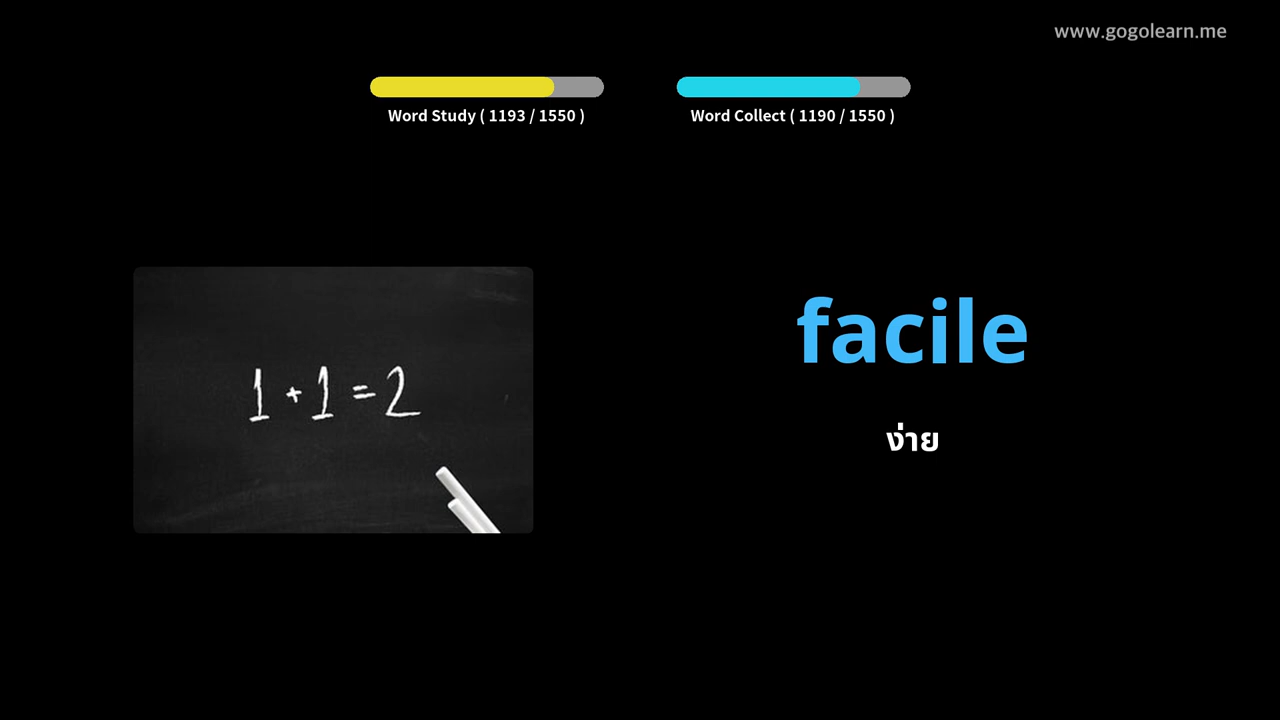 www.gogolearn.me
Word Study ( 1193 / 1550 )
Word Collect ( 1190 / 1550 )
1 + 1 = 2
facile
ง่าย